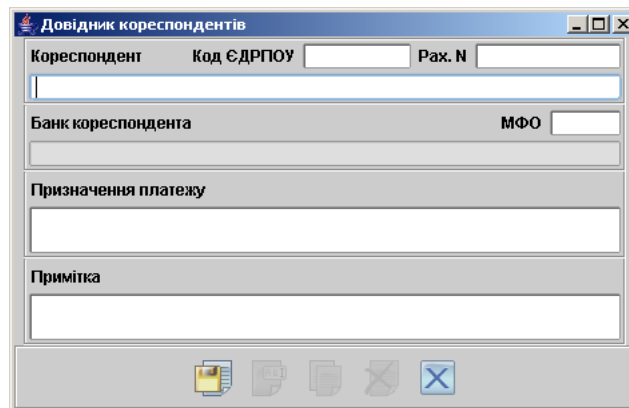 Довідник кореспондентів
Кореспондент Код ЄДРПОУ Рах. N
Банк кореспондента МФО
Призначення платежу
Примітка